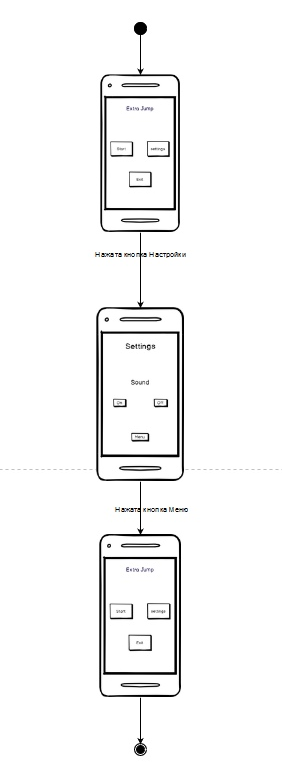 Extra Jump
Start settings
Exit
Нажата кнопка Настройки
Settings
Sound
On Off
Menu
Нажата кнопка Меню
Extra Jump
Start settings
Exit